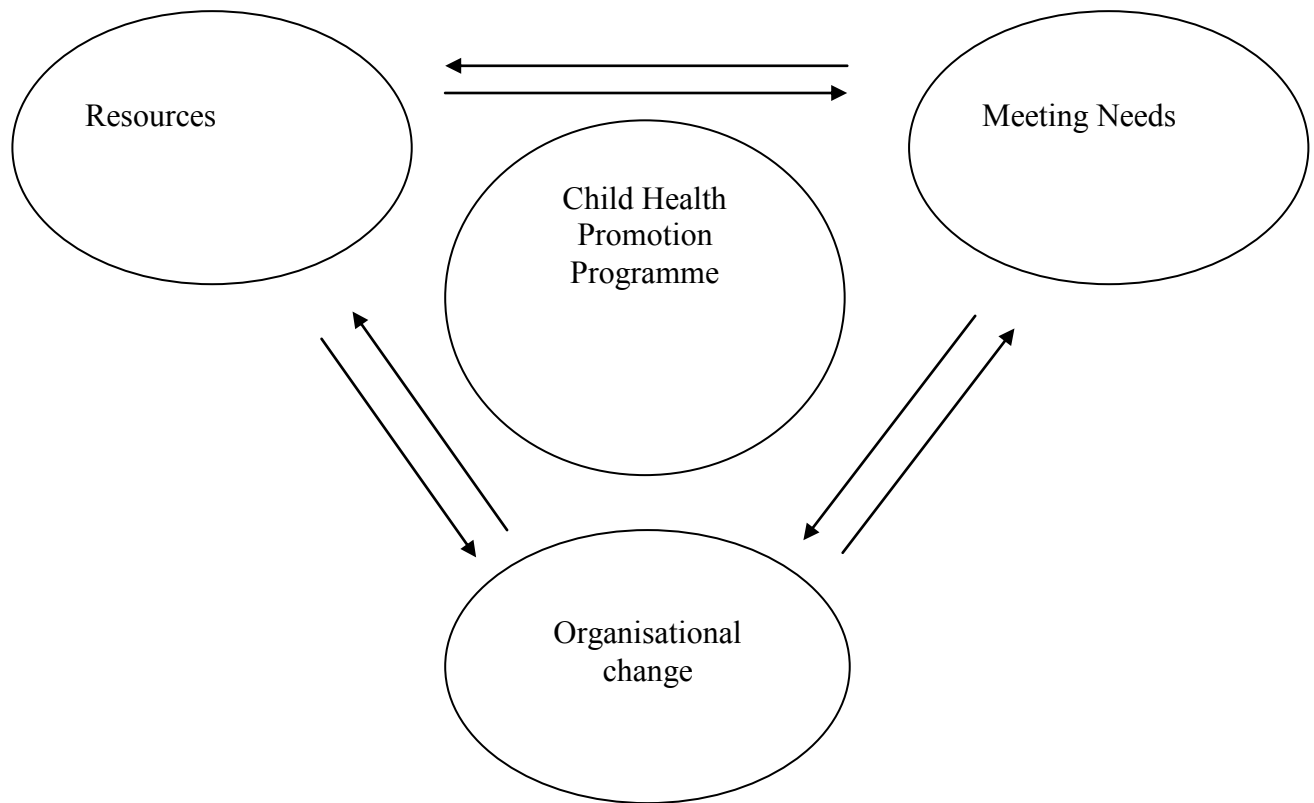 Resources
Meeting Needs
Child Health
Promotion
Programme
Organisational
change